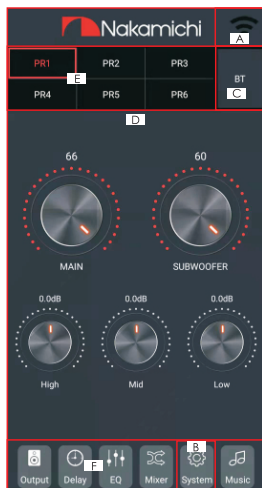 Nakamichi
A
PR1 PR2 PR3
E
BT
C
PR4 PR5 PR6
D
66 60
MAIN SUBWOOFER
0.0dB 0.0dB 0.0dB
High Mid Low
B
F
Output Delay EQ Mixer System Music